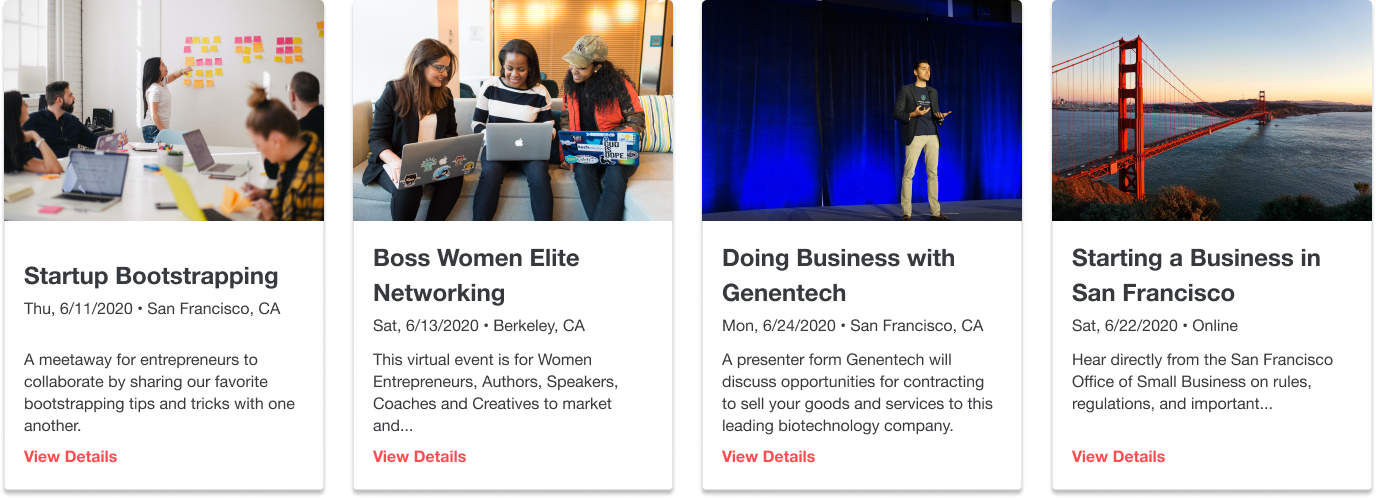 Startup Bootstrapping
Thu, 6/11/2020 • San Francisco, CA
A meetaway for entrepreneurs to
collaborate by sharing our favorite
bootstrapping tips and tricks with one
another.
View Details
Boss Women Elite
Networking
Sat, 6/13/2020 • Berkeley, CA
This virtual event is for Women
Entrepreneurs, Authors, Speakers,
Coaches and Creatives to market
and...
View Details
Doing Business with
Genentech
Mon, 6/24/2020 • San Francisco, CA
A presenter form Genentech will
discuss opportunities for contracting
to sell your goods and services to this
leading biotechnology company.
View Details
Starting a Business in
San Francisco
Sat, 6/22/2020 • Online
Hear directly from the San Francisco
Office of Small Business on rules,
regulations, and important...
View Details